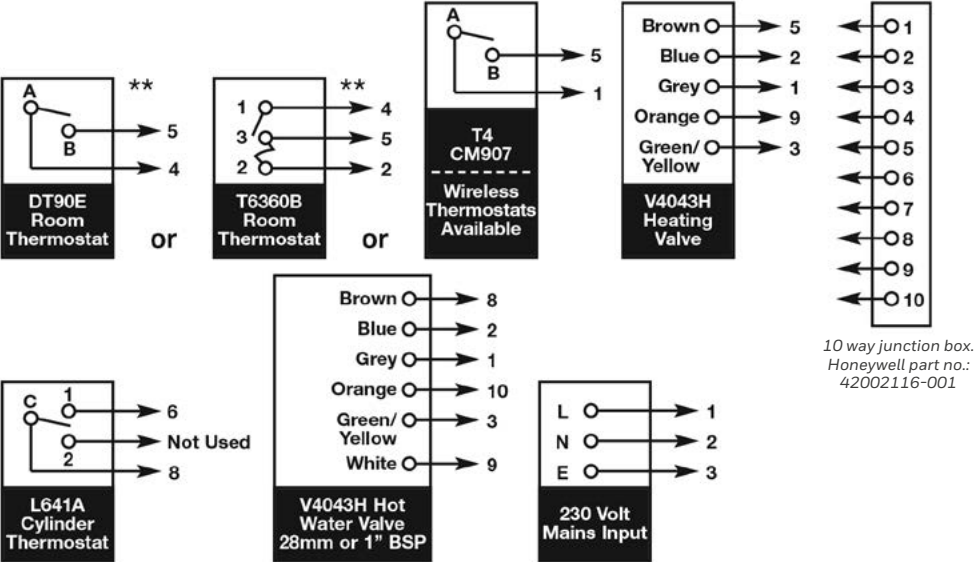 A
B
5
4
**
DT90E
Room
Thermostat
or
1
3
2
4
5
2
**
T6360B
Room
Thermostat
or
A
B
5
1
T4
CM907
Wireless
Thermostats
Available
Brown 5
Blue 2
Grey 1
Orange 9
Green/
Yellow 3
V4043H
Heating
Valve
1
2
3
4
5
6
7
8
9
10
10 way junction box.
Honeywell part no.:
42002116-001
C
1
2
6
Not Used
8
L641A
Cylinder
Thermostat
Brown 8
Blue 2
Grey 1
Orange 10
Green/
Yellow 3
White 9
V4043H Hot
Water Valve
28mm or 1” BSP
L 1
N 2
E 3
230 Volt
Mains Input